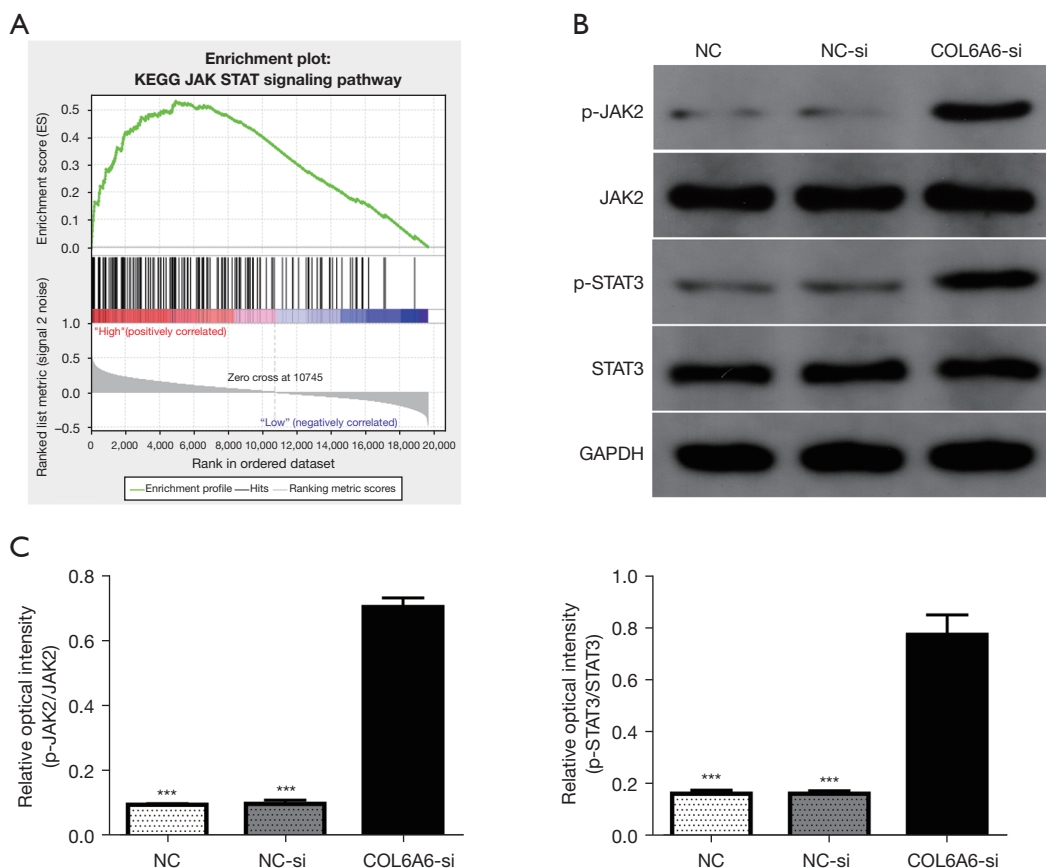 A
Enrichment plot:
KEGG JAK STAT signaling pathway
Enrichment score (ES)
0.5
0.4
0.3
0.2
0.1
0.0
Ranked list metric (signal 2 noise)
1.0
0.5
0.0
−0.5
"High"(positively correlated)
Zero cross at 10745
"Low" (negatively correlated)
0 2,000 4,000 6,000 8,000 10,000 12,000 14,000 16,000 18,000 20,000
Rank in ordered dataset
Enrichment profile Hits Ranking metric scores
B
NC NC-si COL6A6-si
p-JAK2
JAK2
p-STAT3
STAT3
GAPDH
C
Relative optical intensity
(p-JAK2/JAK2)
0.8
0.6
0.4
0.2
0.0
*** ***
NC NC-si COL6A6-si
Relative optical intensity
(p-STAT3/STAT3)
1.0
0.8
0.6
0.4
0.2
0.0
*** ***
NC NC-si COL6A6-si